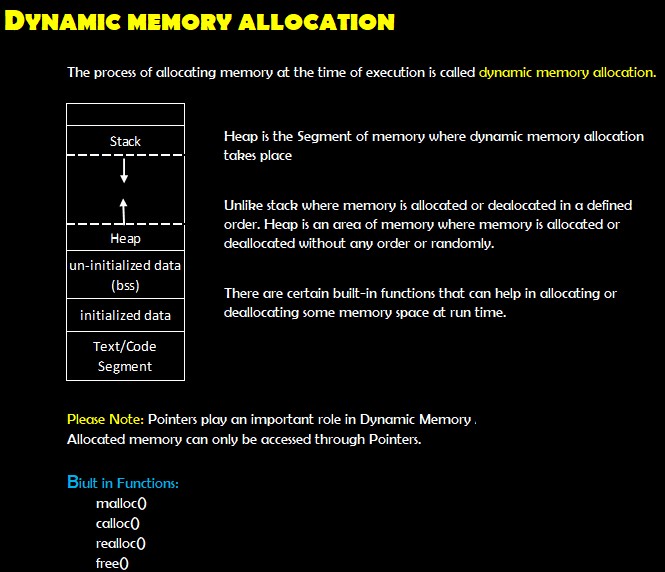 DYNAMIC MEMORY ALLOCATION
The process of allocating memory at the time of execution is called dynamic memory allocation.
Stack
Heap
un-initialized data
(bss)
initialized data
Text/Code
Segment
Heap is the Segment of memory where dynamic memory allocation
takes place
Unlike stack where memory is allocated or dealocated in a defined
order. Heap is an area of memory where memory is allocated or
deallocated without any order or randomly.
There are certain built-in functions that can help in allocating or
deallocating some memory space at run time.
Please Note: Pointers play an important role in Dynamic Memory .
Allocated memory can only be accessed through Pointers.
Biult in Functions:
malloc()
calloc()
realloc()
free()